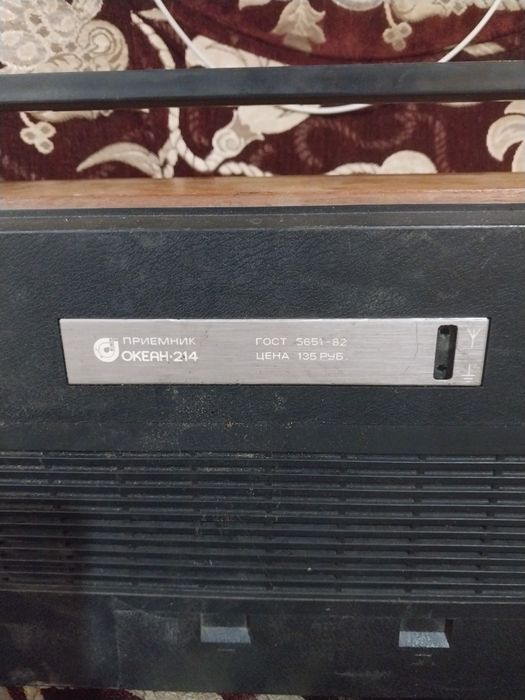 ПРИЕМНИК
ОКЕАН·214
ГОСТ 5651-82
ЦЕНА 135 РУБ.